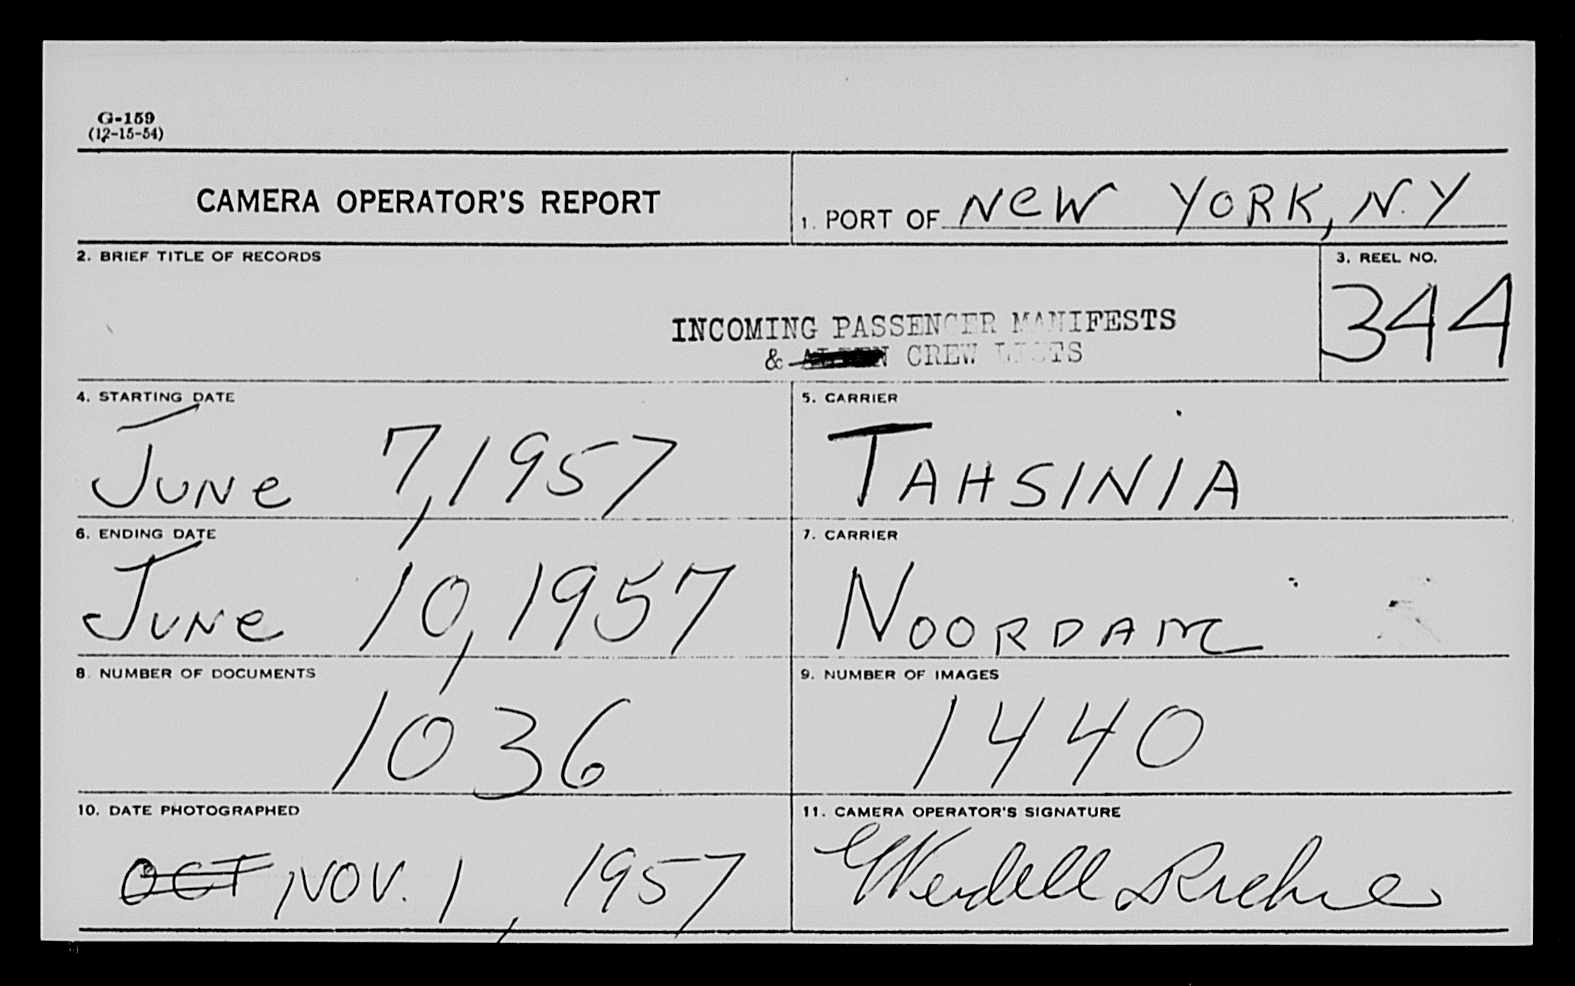 G-159
(12-15-54)
CAMERA OPERATOR'S REPORT
1. PORT OF NEW YORK, N.Y
2. BRIEF TITLE OF RECORDS
INCOMING PASSENGER MANIFESTS
& ALIEN CREW LISTS
3. REEL NO.
344
4. STARTING DATE
JUNE 7, 1957
5. CARRIER
TAHSINIA
6. ENDING DATE
JUNE 10, 1957
7. CARRIER
NOORDAM
8. NUMBER OF DOCUMENTS
1036
9. NUMBER OF IMAGES
1440
10. DATE PHOTOGRAPHED
OCT NOV. 1, 1957
11. CAMERA OPERATOR'S SIGNATURE
Wendell